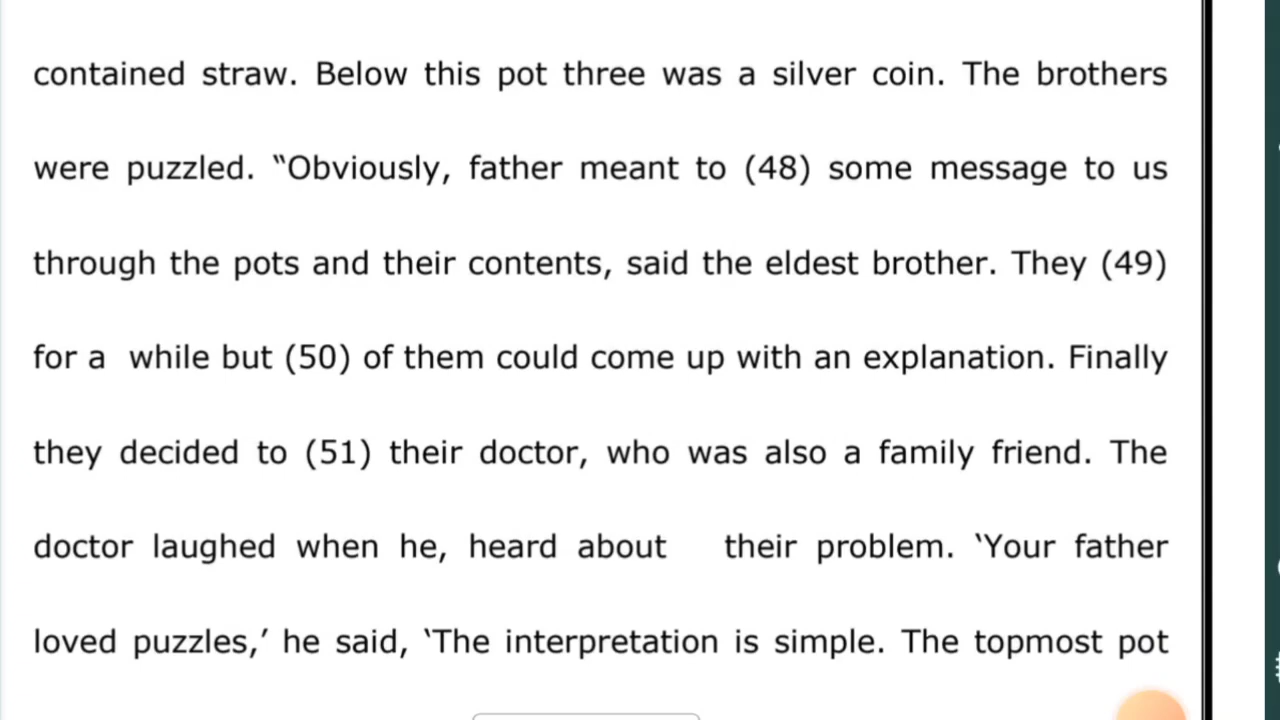 contained straw. Below this pot three was a silver coin. The brothers
were puzzled. “Obviously, father meant to (48) some message to us
through the pots and their contents, said the eldest brother. They (49)
for a while but (50) of them could come up with an explanation. Finally
they decided to (51) their doctor, who was also a family friend. The
doctor laughed when he, heard about their problem. ‘Your father
loved puzzles,’ he said, ‘The interpretation is simple. The topmost pot